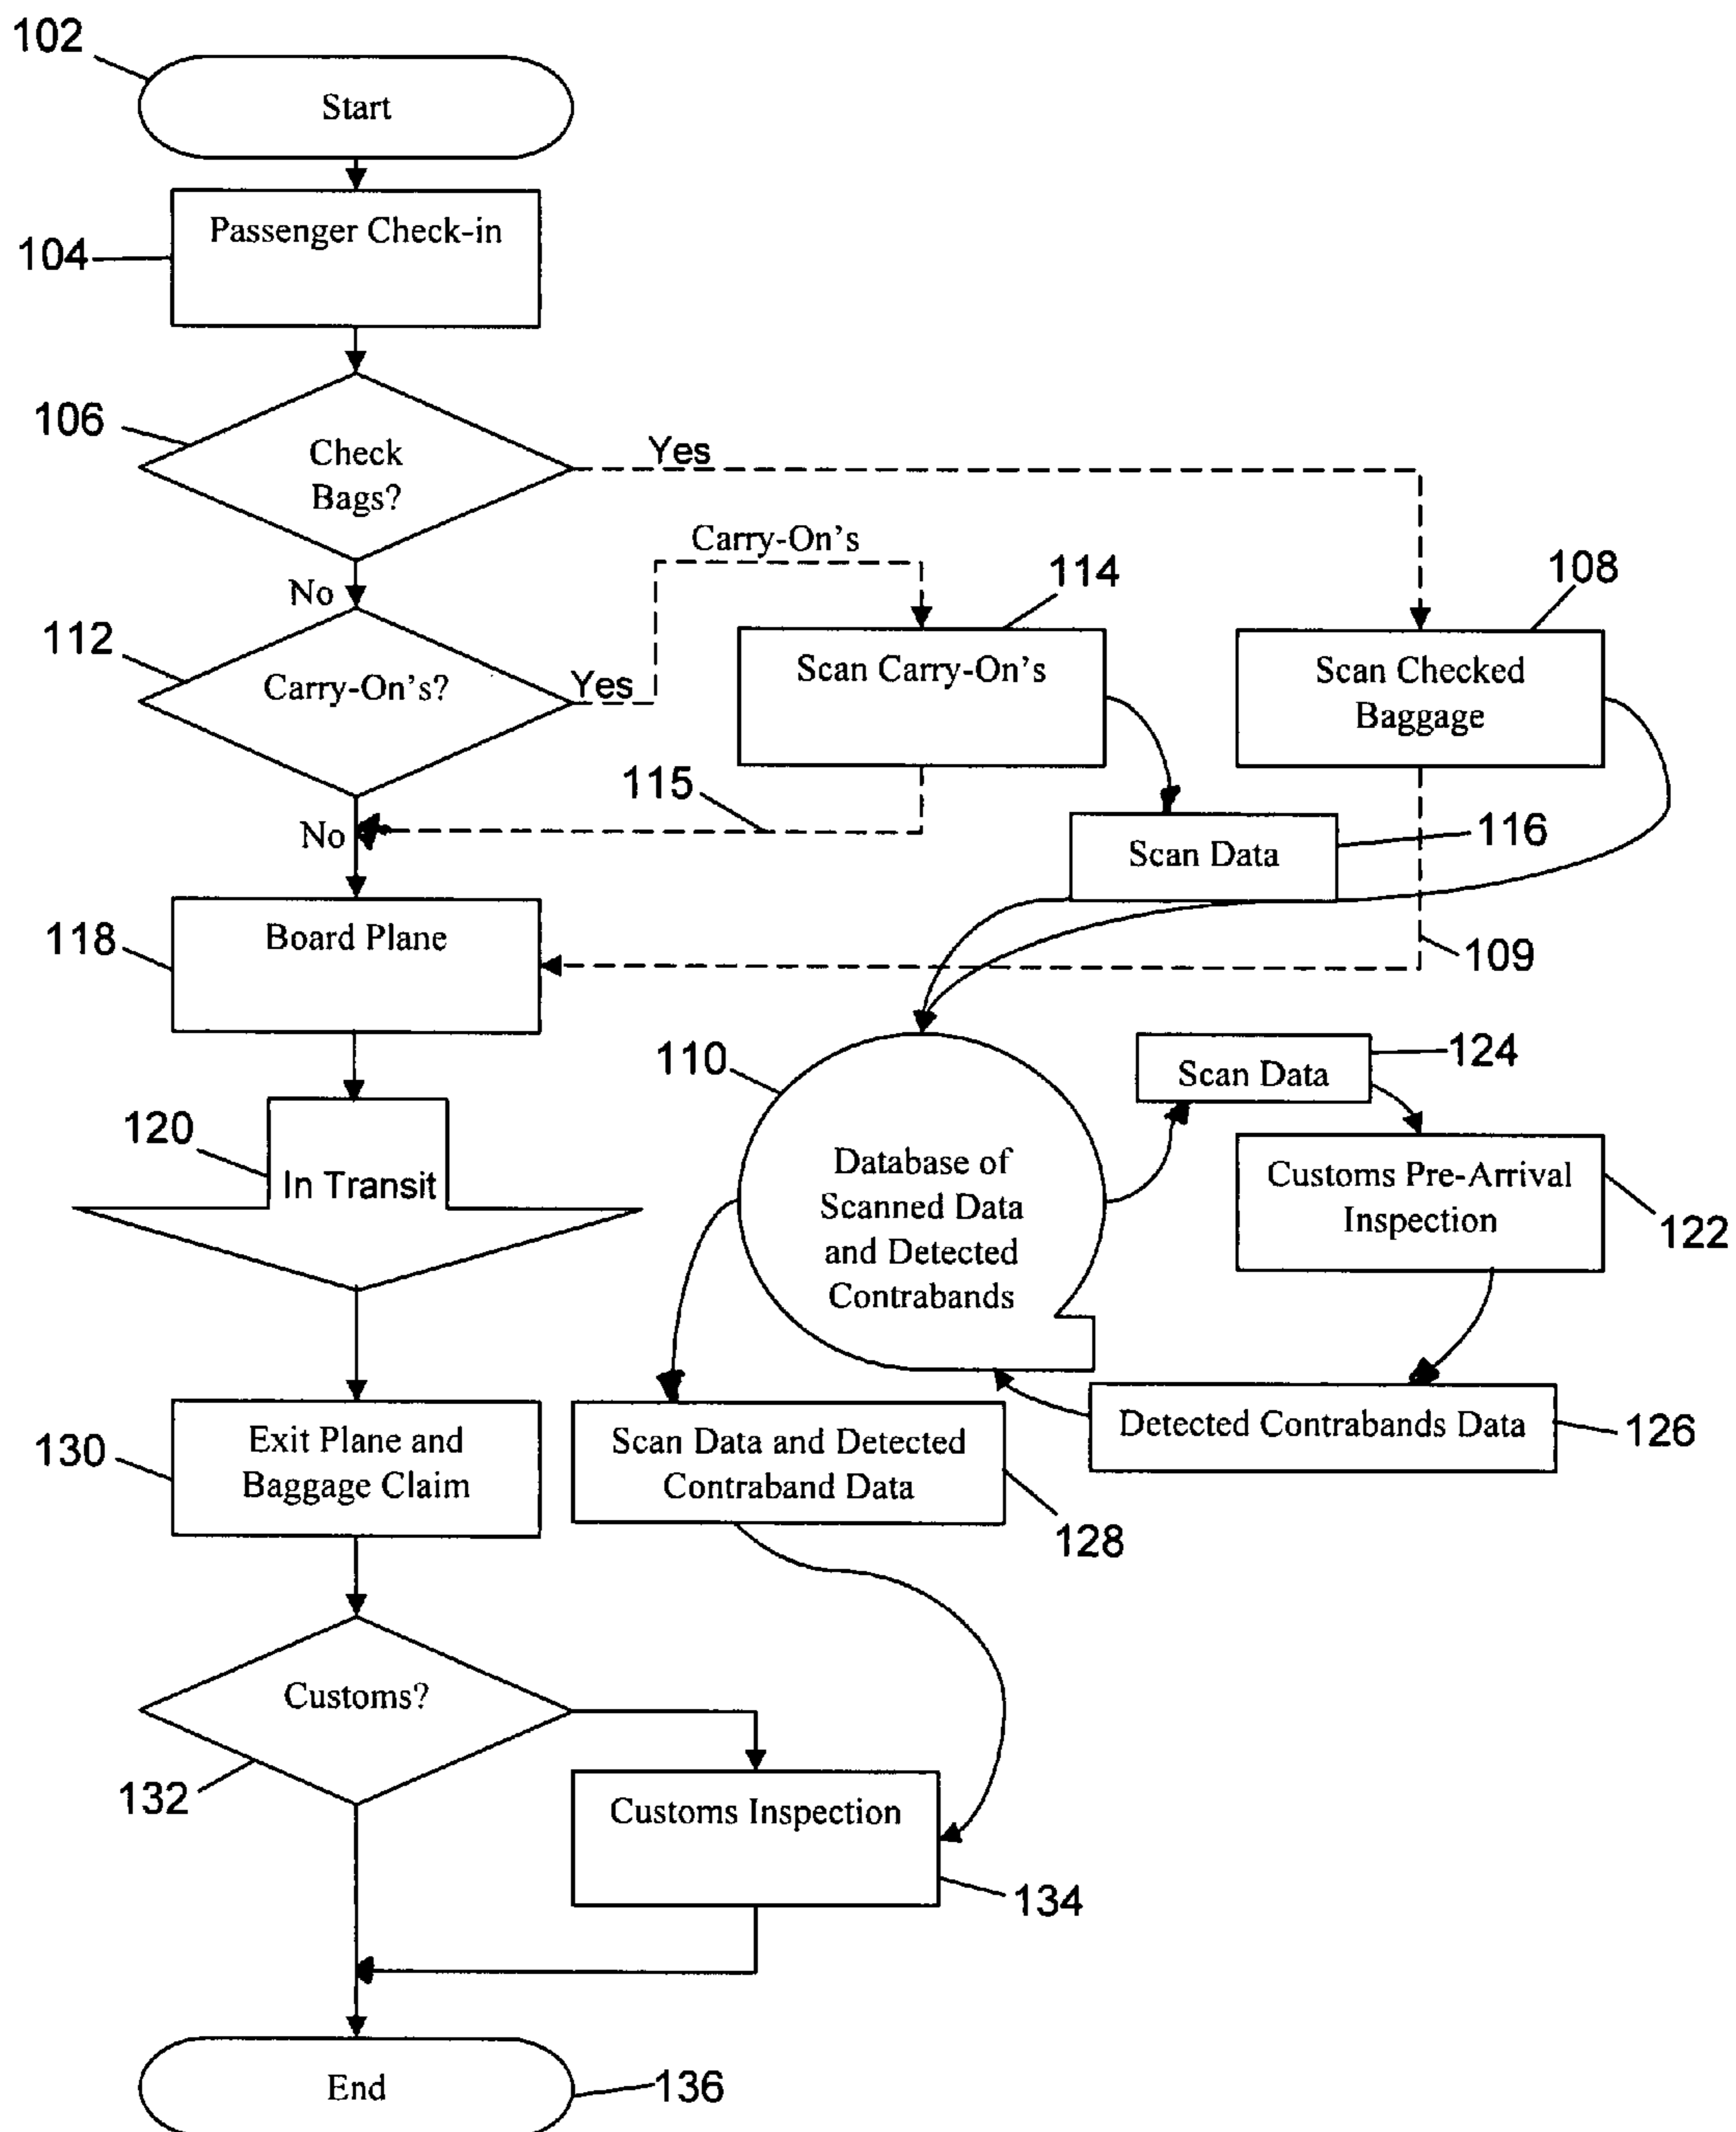 102
Start
Passenger Check-in
104
106
Check
Bags?
Yes
No
Carry-On's
114
108
112
Carry-On's?
Yes
Scan Carry-On's
Scan Checked
Baggage
115
No
Scan Data
116
118
Board Plane
109
110
Scan Data
124
120
In Transit
Database of
Scanned Data
and Detected
Contrabands
Customs Pre-Arrival
Inspection
122
130
Exit Plane and
Baggage Claim
Scan Data and Detected
Contraband Data
128
Detected Contrabands Data
126
Customs?
132
Customs Inspection
134
End
136